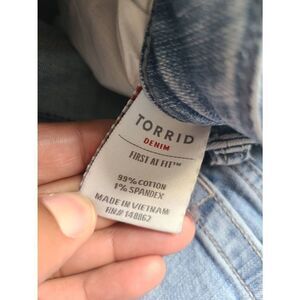 TORRID
DENIM
FIRST AT FIT™
99% COTTON
1% SPANDEX
MADE IN VIETNAM
RN# 148862